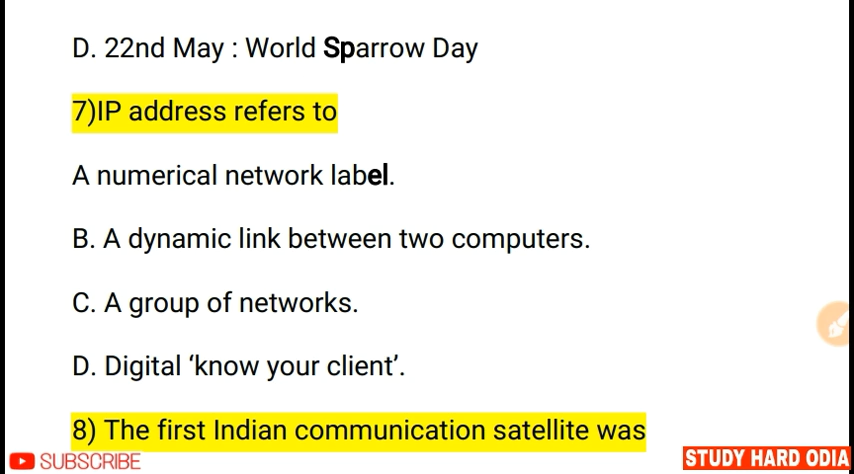 D. 22nd May : World Sparrow Day
7)IP address refers to
A numerical network label.
B. A dynamic link between two computers.
C. A group of networks.
D. Digital ‘know your client’.
8) The first Indian communication satellite was
SUBSCRIBE
STUDY HARD ODIA